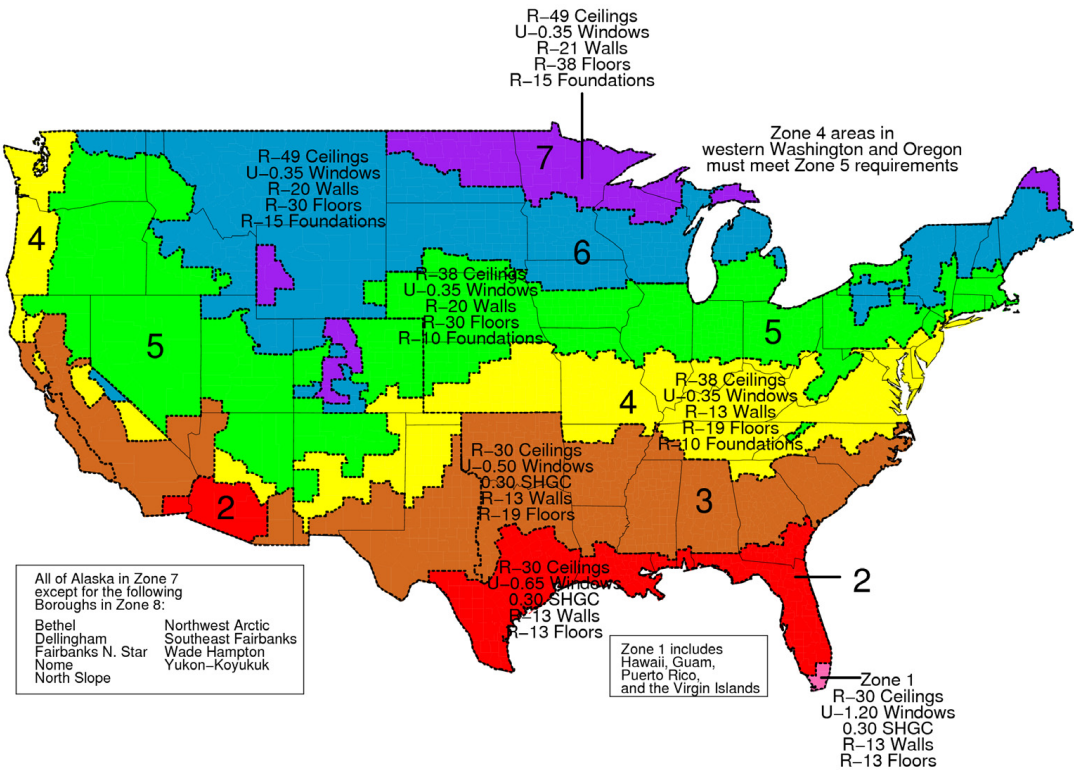 R–49 Ceilings
U–0.35 Windows
R–21 Walls
R–38 Floors
R–15 Foundations
7
Zone 4 areas in
western Washington and Oregon
must meet Zone 5 requirements
R–49 Ceilings
U–0.35 Windows
R–20 Walls
R–30 Floors
R–15 Foundations
4
6
R–38 Ceilings
U–0.35 Windows
R–20 Walls
R–30 Floors
R–10 Foundations
5
5
4
R–38 Ceilings
U–0.35 Windows
R–13 Walls
R–19 Floors
R–10 Foundations
R–30 Ceilings
U–0.50 Windows
0.30 SHGC
R–13 Walls
R–19 Floors
3
2
R–30 Ceilings
U–0.65 Windows
0.30 SHGC
R–13 Walls
R–13 Floors
2
All of Alaska in Zone 7
except for the following
Boroughs in Zone 8:
Bethel
Dellingham
Fairbanks N. Star
Nome
North Slope
Northwest Arctic
Southeast Fairbanks
Wade Hampton
Yukon–Koyukuk
Zone 1 includes
Hawaii, Guam,
Puerto Rico,
and the Virgin Islands
Zone 1
R–30 Ceilings
U–1.20 Windows
0.30 SHGC
R–13 Walls
R–13 Floors